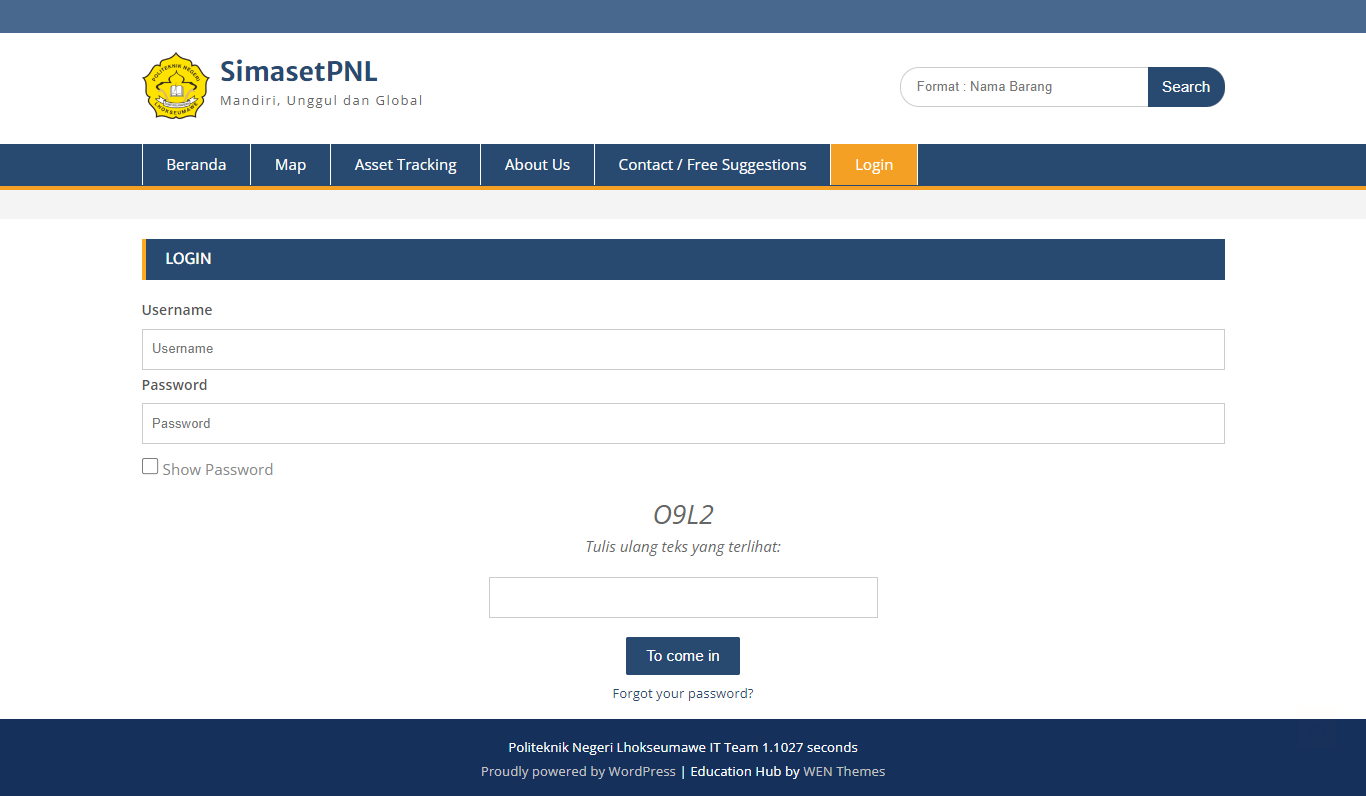 POLITEKNIK NEGERI
LHOKSEUMAWE
SimasetPNL
Mandiri, Unggul dan Global
Format : Nama Barang
Search
Beranda
Map
Asset Tracking
About Us
Contact / Free Suggestions
Login
LOGIN
Username
Username
Password
Password
Show Password
O9L2
Tulis ulang teks yang terlihat:
To come in
Forgot your password?
Politeknik Negeri Lhokseumawe IT Team 1.1027 seconds
Proudly powered by WordPress | Education Hub by WEN Themes